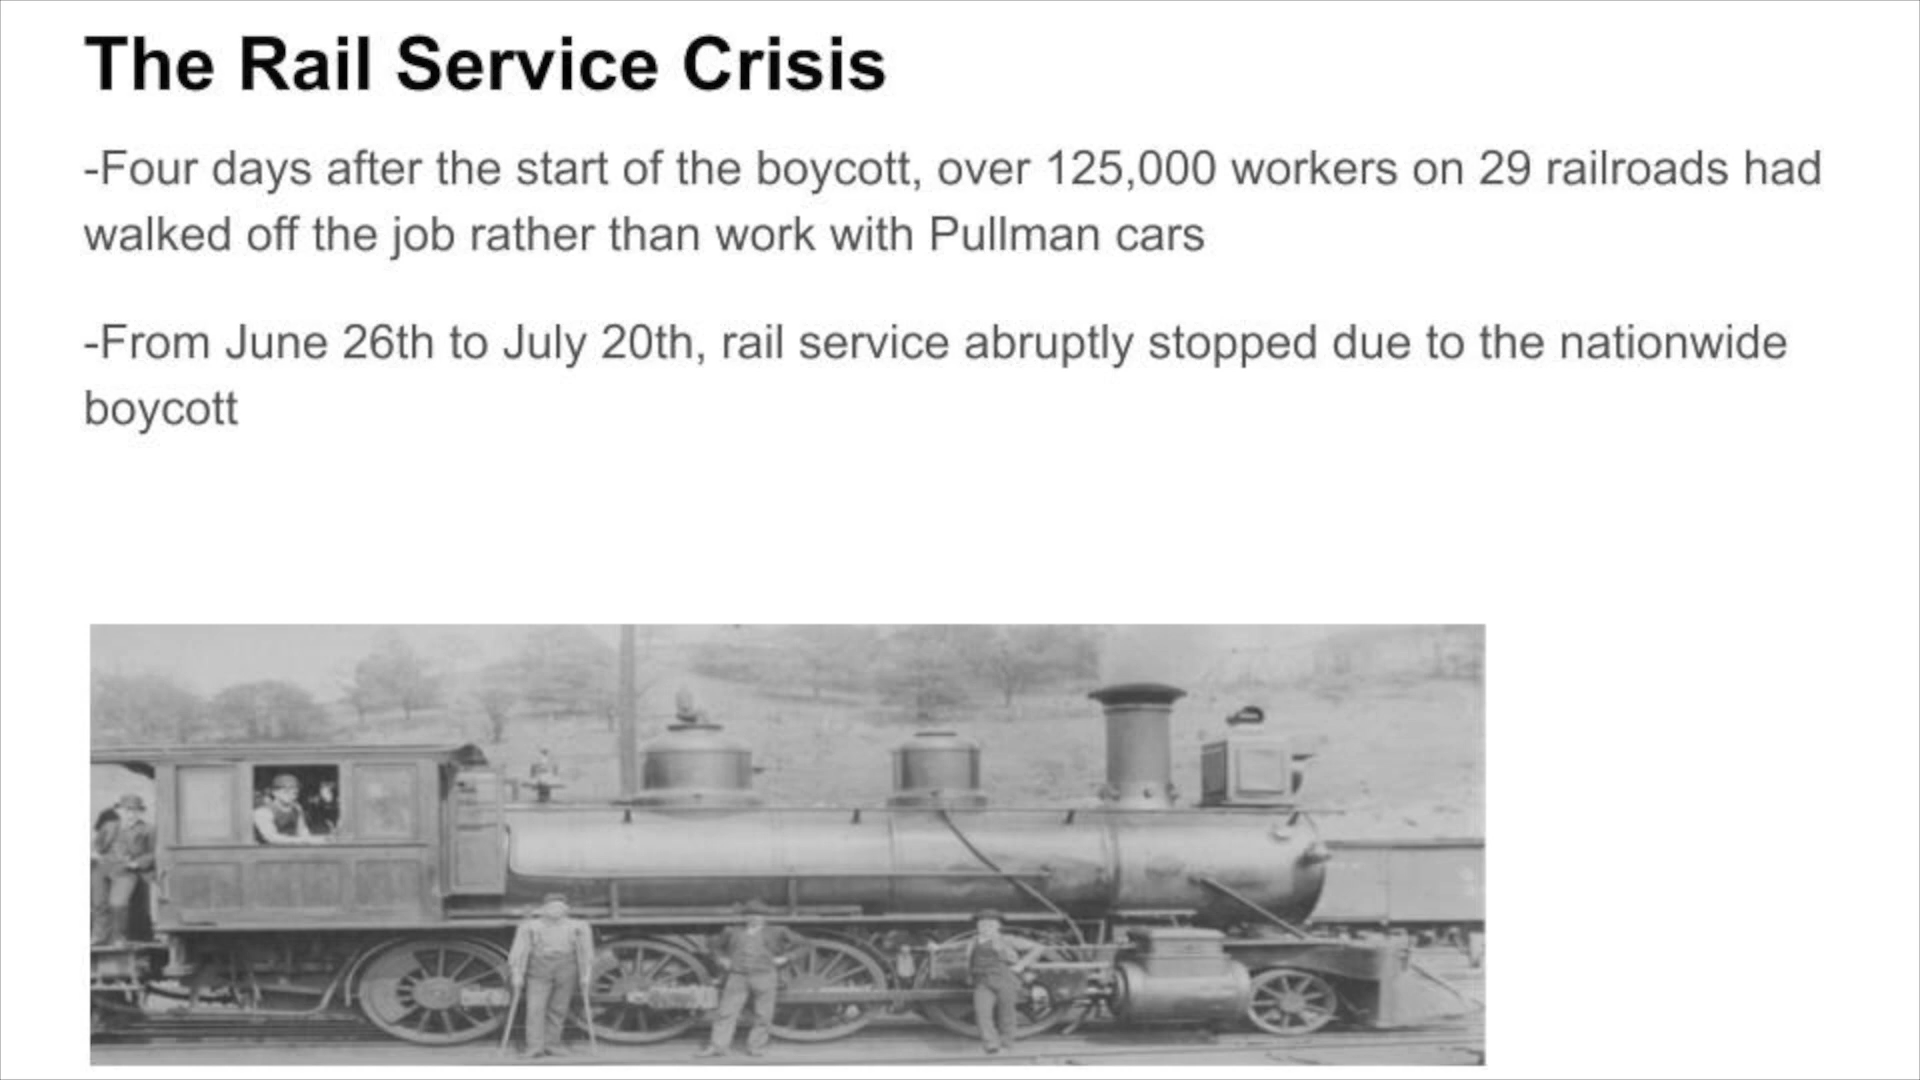 The Rail Service Crisis
-Four days after the start of the boycott, over 125,000 workers on 29 railroads had
walked off the job rather than work with Pullman cars
-From June 26th to July 20th, rail service abruptly stopped due to the nationwide
boycott